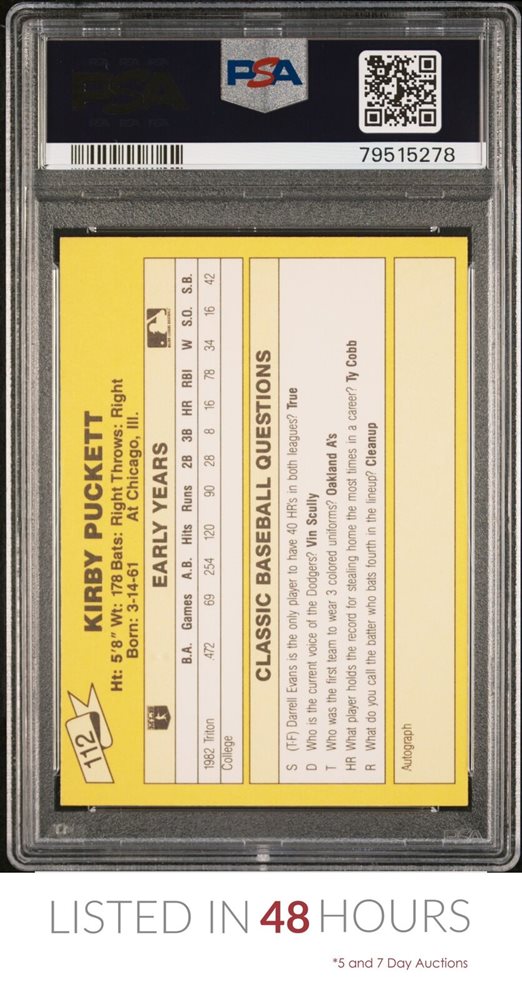 PSA
PSA
79515278
112
KIRBY PUCKETT
Ht: 5'8" Wt: 178 Bats: Right Throws: Right
Born: 3-14-61 At Chicago, Ill.
EARLY YEARS
B.A. Games A.B. Hits Runs 2B 3B HR RBI W S.O. S.B.
1982 Triton .472 69 254 120 90 28 8 16 78 34 16 42
College
CLASSIC BASEBALL QUESTIONS
S (T-F) Darrell Evans is the only player to have 40 HR's in both leagues? True
D Who is the current voice of the Dodgers? Vin Scully
T Who was the first team to wear 3 colored uniforms? Oakland A's
HR What player holds the record for stealing home the most times in a career? Ty Cobb
R What do you call the batter who bats fourth in the lineup? Cleanup
Autograph
PSA
LISTED IN 48 HOURS
*5 and 7 Day Auctions